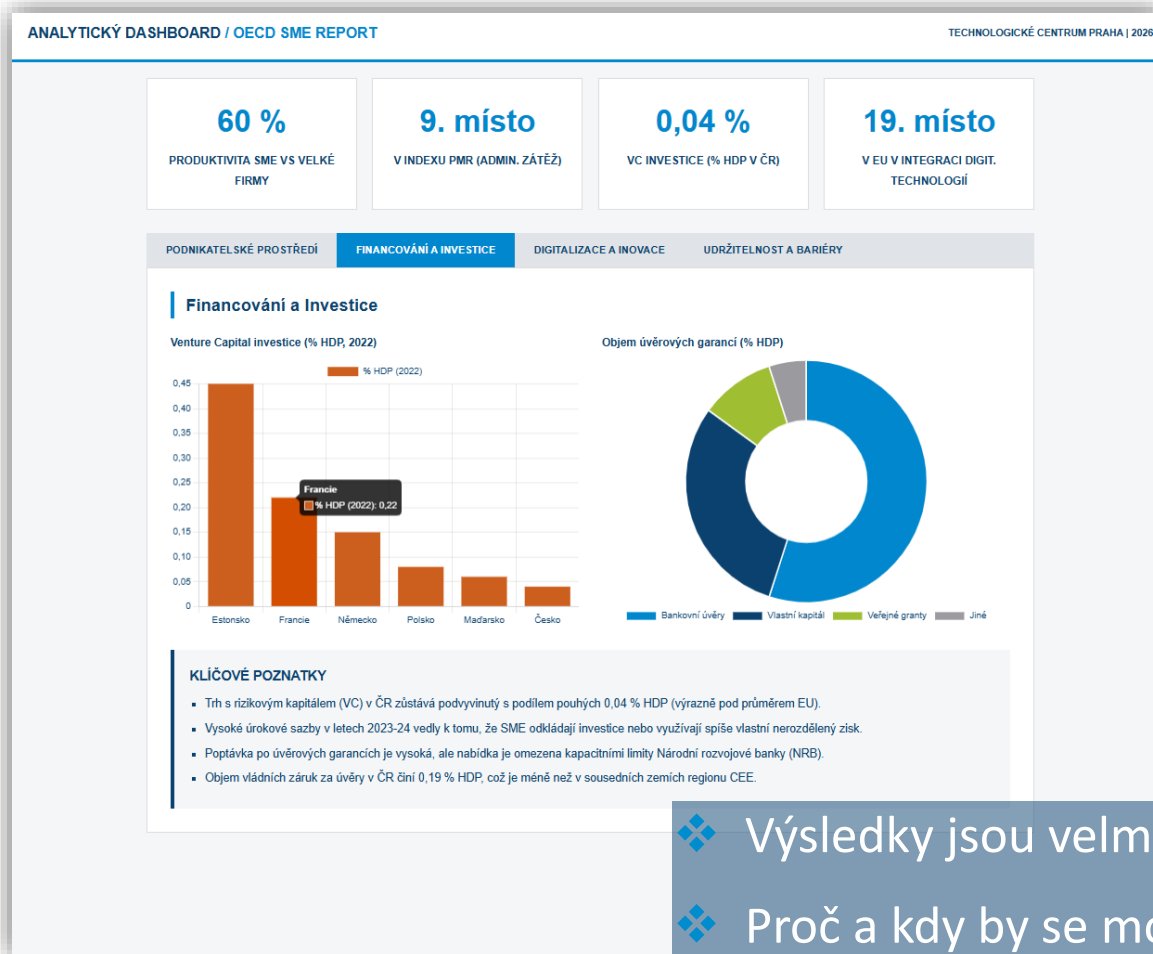 ANALYTICKÝ DASHBOARD / OECD SME REPORT
TECHNOLOGICKÉ CENTRUM PRAHA | 2026
60 %
PRODUKTIVITA SME VS VELKÉ
FIRMY
9. místo
V INDEXU PMR (ADMIN. ZÁTĚŽ)
0,04 %
VC INVESTICE (% HDP V ČR)
19. místo
V EU V INTEGRACI DIGIT.
TECHNOLOGIÍ
PODNIKATELSKÉ PROSTŘEDÍ
FINANCOVÁNÍ A INVESTICE
DIGITALIZACE A INOVACE
UDRŽITELNOST A BARIÉRY
Financování a Investice
Venture Capital investice (% HDP, 2022)
% HDP (2022)
0,45
0,40
0,35
0,30
0,25
0,20
0,15
0,10
0,05
0
Francie
% HDP (2022): 0,22
Estonsko Francie Německo Polsko Maďarsko Česko
Objem úvěrových garancí (% HDP)
Bankovní úvěry Vlastní kapitál Veřejné granty Jiné
KLÍČOVÉ POZNATKY
Trh s rizikovým kapitálem (VC) v ČR zůstává podvyvinutý s podílem pouhých 0,04 % HDP (výrazně pod průměrem EU).
Vysoké úrokové sazby v letech 2023-24 vedly k tomu, že SME odkládají investice nebo využívají spíše vlastní nerozdělený zisk.
Poptávka po úvěrových garancích je vysoká, ale nabídka je omezena kapacitními limity Národní rozvojové banky (NRB).
Objem vládních záruk za úvěry v ČR činí 0,19 % HDP, což je méně než v sousedních zemích regionu CEE.
Výsledky jsou velm
Proč a kdy by se mo